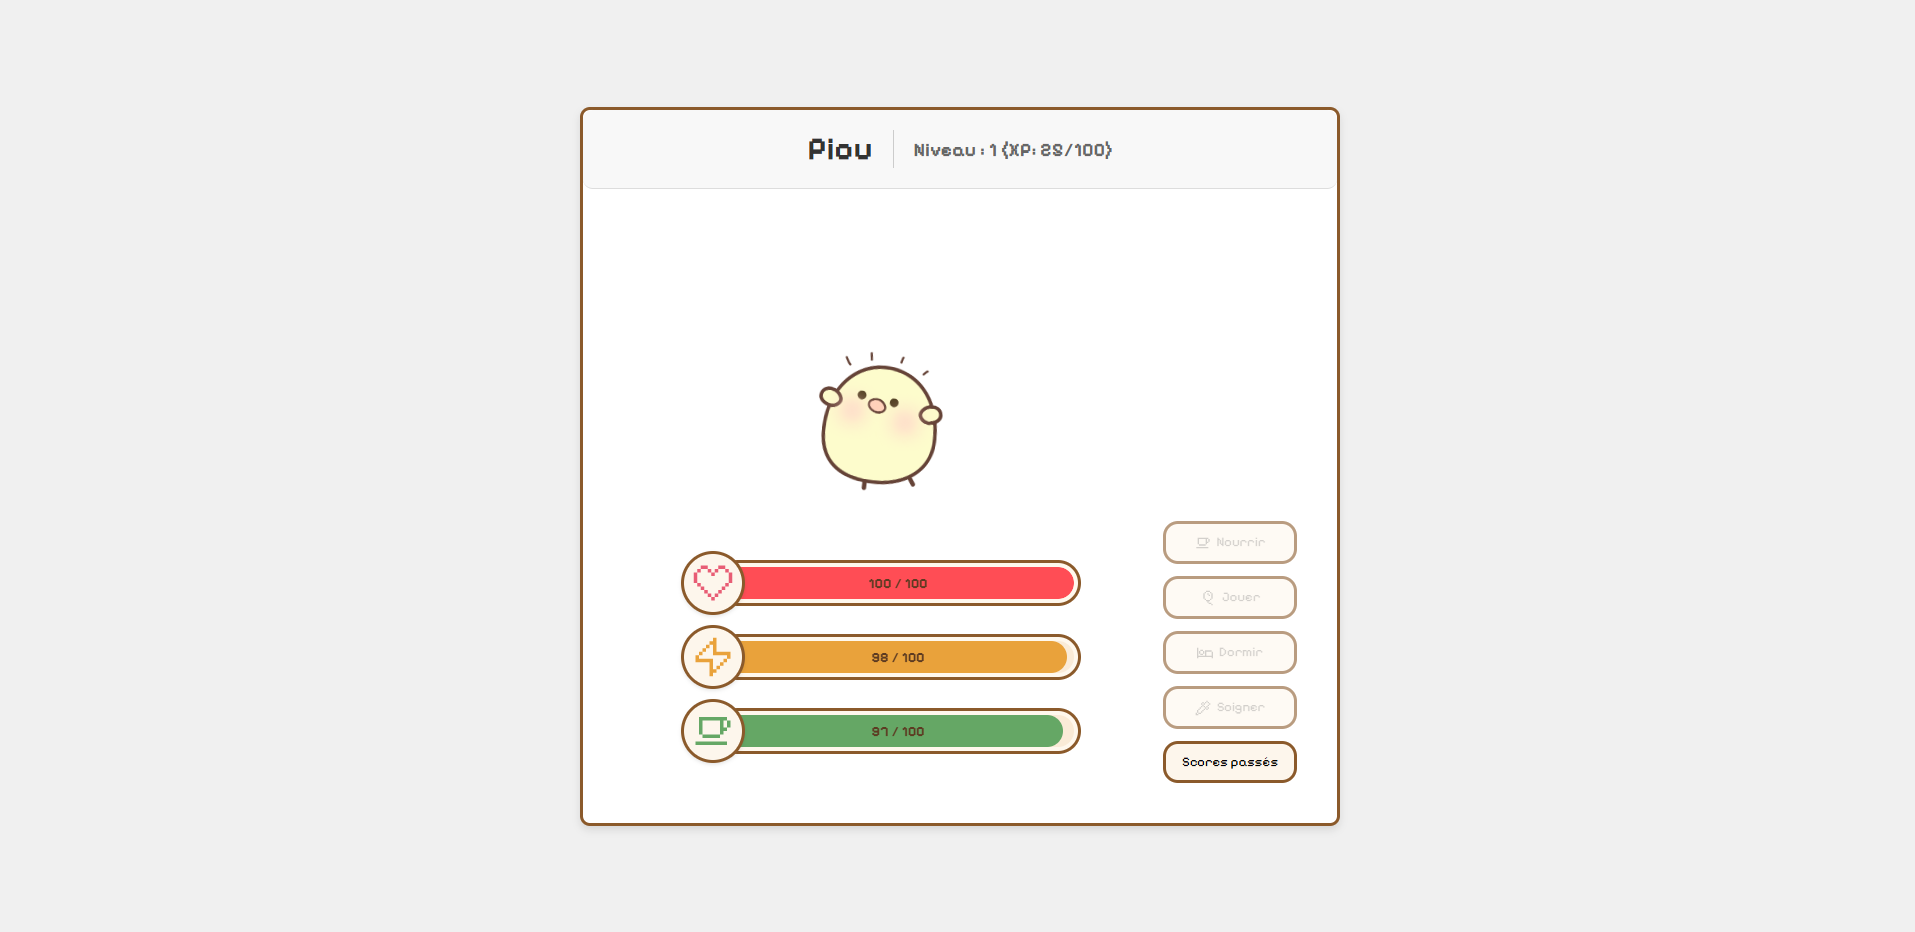 Piou
Niveau : 1 (XP: 28/100)
100 / 100
98 / 100
97 / 100
Nourrir
Jouer
Dormir
Soigner
Scores passés